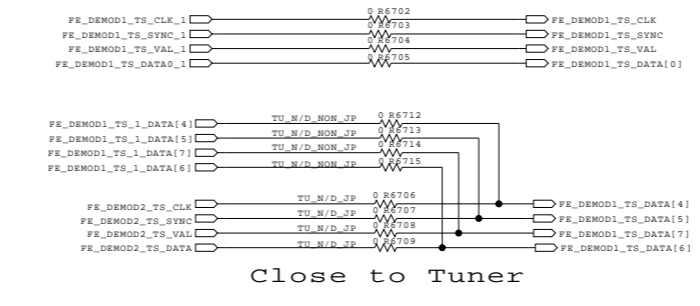 0 R6702
FE_DEMOD1_TS_CLK_1 FE_DEMOD1_TS_CLK
0 R6703
FE_DEMOD1_TS_SYNC_1 FE_DEMOD1_TS_SYNC
0 R6704
FE_DEMOD1_TS_VAL_1 FE_DEMOD1_TS_VAL
0 R6705
FE_DEMOD1_TS_DATA0_1 FE_DEMOD1_TS_DATA[0]
TU_N/D_NON_JP 0 R6712
FE_DEMOD1_TS_1_DATA[4]
TU_N/D_NON_JP 0 R6713
FE_DEMOD1_TS_1_DATA[5]
TU_N/D_NON_JP 0 R6714
FE_DEMOD1_TS_1_DATA[7]
TU_N/D_NON_JP 0 R6715
FE_DEMOD1_TS_1_DATA[6]
TU_N/D_JP 0 R6706
FE_DEMOD2_TS_CLK FE_DEMOD1_TS_DATA[4]
TU_N/D_JP 0 R6707
FE_DEMOD2_TS_SYNC FE_DEMOD1_TS_DATA[5]
TU_N/D_JP 0 R6708
FE_DEMOD2_TS_VAL FE_DEMOD1_TS_DATA[7]
TU_N/D_JP 0 R6709
FE_DEMOD2_TS_DATA FE_DEMOD1_TS_DATA[6]
Close to Tuner